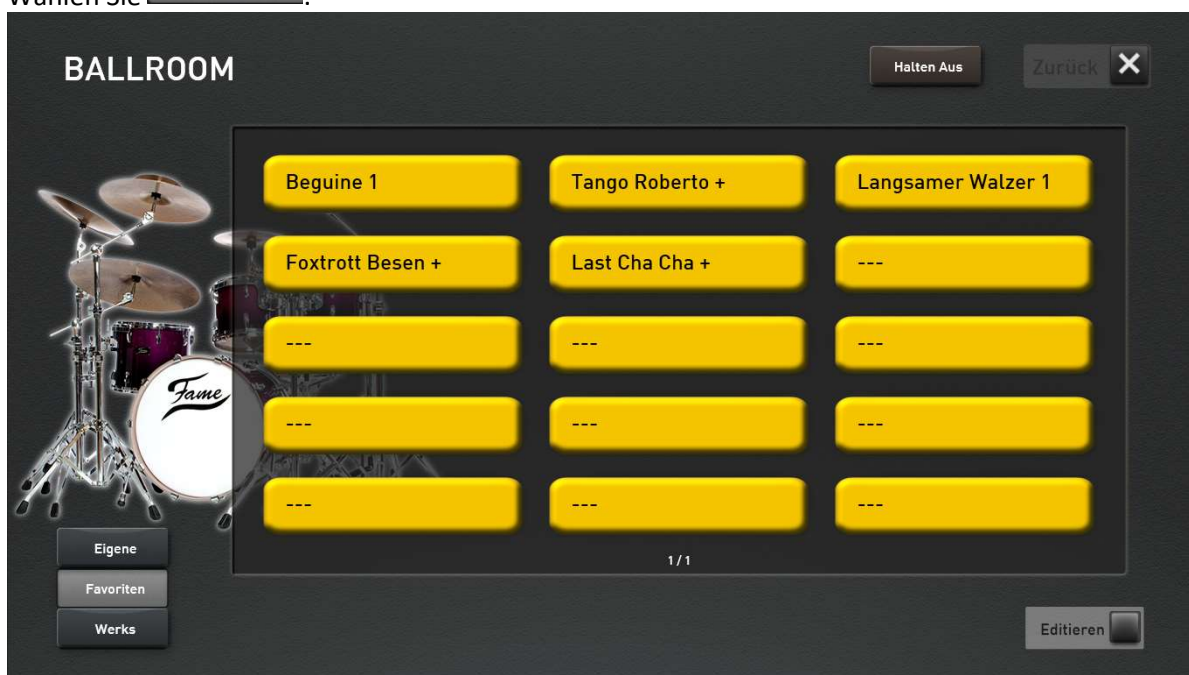 Wählen Sie .
BALLROOM
Halten Aus
Zurück
Beguine 1
Tango Roberto +
Langsamer Walzer 1
Foxtrott Besen +
Last Cha Cha +
---
---
---
---
---
---
---
---
---
---
Fame
Eigene
Favoriten
Werks
1/1
Editieren